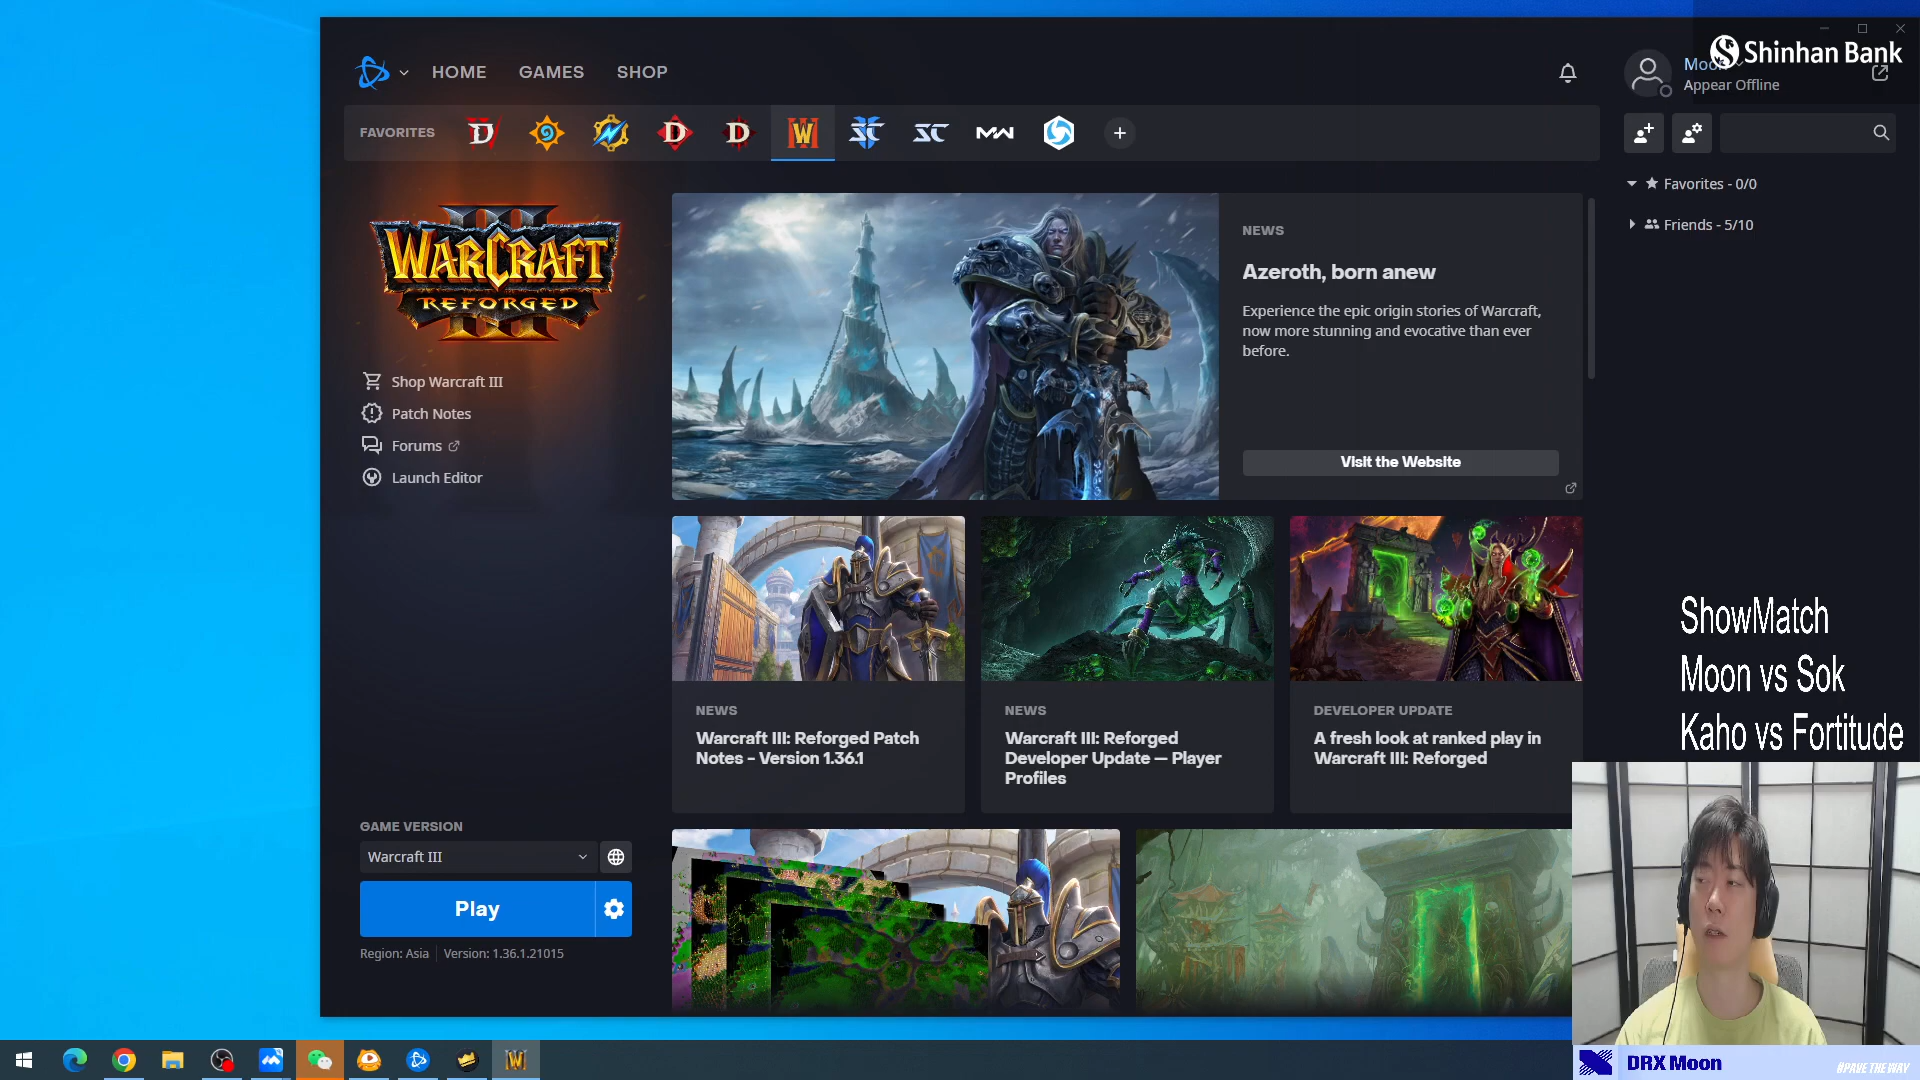 HOME
GAMES
SHOP
Shinhan Bank
Appear Offline
FAVORITES
Favorites - 0/0
Friends - 5/10
WARCRAFT
III
REFORGED
Shop Warcraft III
Patch Notes
Forums
Launch Editor
NEWS
Azeroth, born anew
Experience the epic origin stories of Warcraft,
now more stunning and evocative than ever
before.
Visit the Website
NEWS
Warcraft III: Reforged Patch
Notes - Version 1.36.1
NEWS
Warcraft III: Reforged
Developer Update — Player
Profiles
DEVELOPER UPDATE
A fresh look at ranked play in
Warcraft III: Reforged
ShowMatch
Moon vs Sok
Kaho vs Fortitude
GAME VERSION
Warcraft III
Play
Region: Asia
Version: 1.36.1.21015
DRX Moon
#PAVE THE WAY